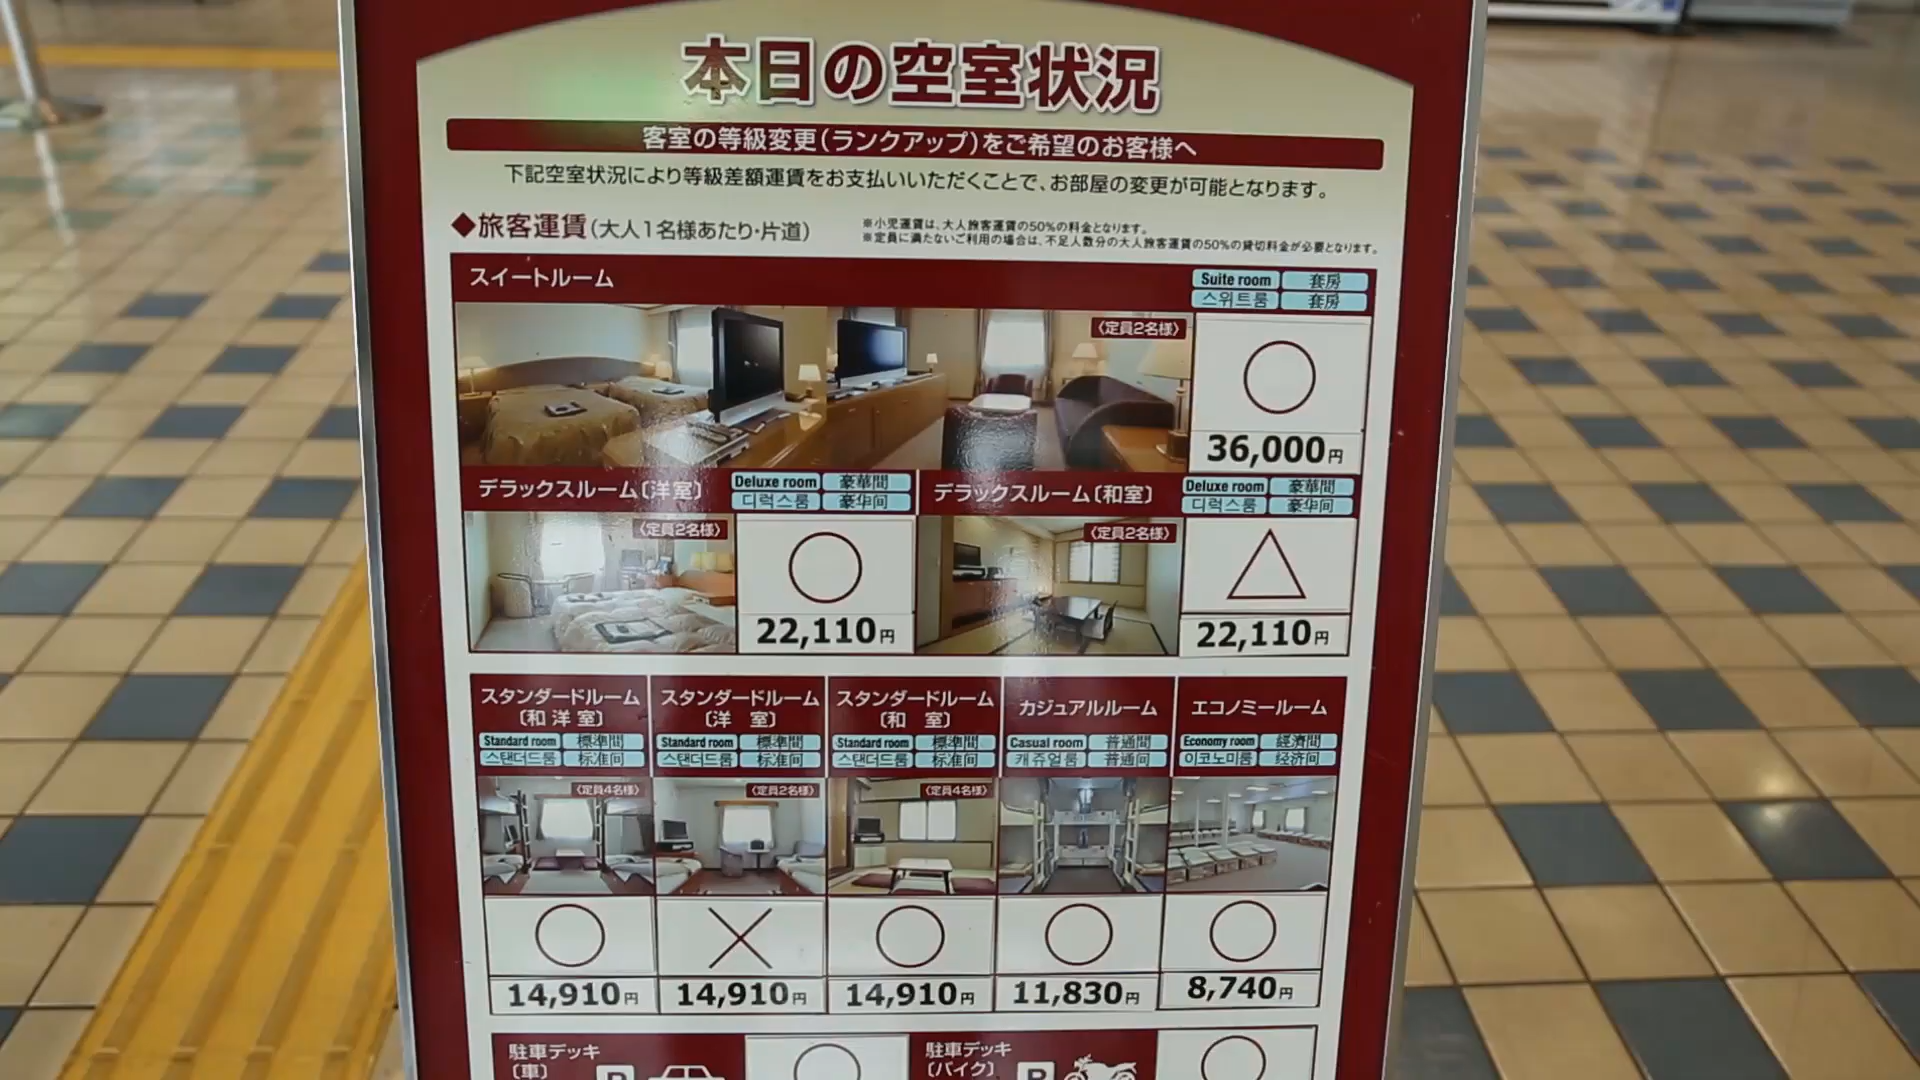 本日の空室状況
客室の等級変更(ランクアップ)をご希望のお客様へ
下記空室状況により等級差額運賃をお支払いいただくことで、お部屋の変更が可能となります。
◆旅客運賃(大人1名様あたり・片道)
※小児運賃は、大人旅客運賃の50%の料金となります。
※定員に満たないご利用の場合は、不足人数分の大人旅客運賃の50%の貸切料金が必要となります。
スイートルーム
Suite room 套房
스위트룸 套房
〈定員2名様〉
○
36,000円
デラックスルーム〔洋室〕
Deluxe room 豪華間
디럭스룸 豪华间
〈定員2名様〉
○
22,110円
デラックスルーム〔和室〕
Deluxe room 豪華間
디럭스룸 豪华间
〈定員2名様〉
△
22,110円
スタンダードルーム
〔和洋室〕
Standard room 標準間
스탠더드룸 标准间
〈定員4名様〉
○
14,910円
スタンダードルーム
〔洋 室〕
Standard room 標準間
스탠더드룸 标准间
〈定員2名様〉
×
14,910円
スタンダードルーム
〔和 室〕
Standard room 標準間
스탠더드룸 标准间
〈定員4名様〉
○
14,910円
カジュアルルーム
Casual room 普通間
캐쥬얼룸 普通间
○
11,830円
エコノミールーム
Economy room 経済間
이코노미룸 经济间
○
8,740円
駐車デッキ
〔車〕
P
○
駐車デッキ
〔バイク〕
P
○